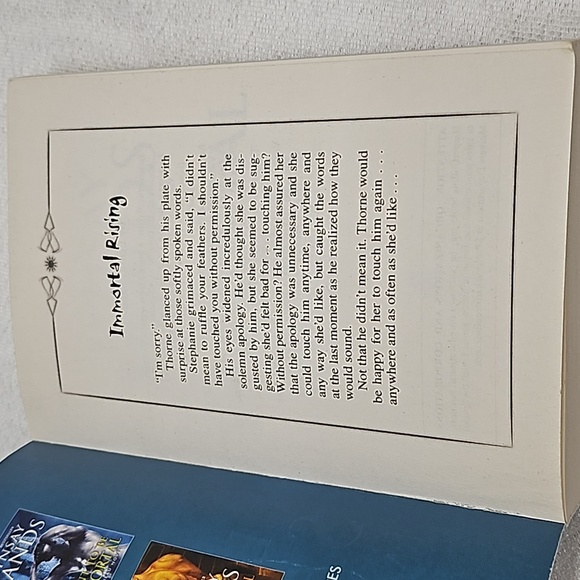 Immortal Rising
"I'm sorry."
Thorne glanced up from his plate with
surprise at those softly spoken words.
Stephanie grimaced and said, "I didn't
mean to ruffle your feathers. I shouldn't
have touched you without permission."
His eyes widened incredulously at the
solemn apology. He'd thought she was dis-
gusted by him, but she seemed to be sug-
gesting she'd felt bad for . . . touching him?
Without permission? He almost assured her
that the apology was unnecessary and she
could touch him anytime, anywhere and
any way she'd like, but caught the words
at the last moment as he realized how they
would sound.
Not that he didn't mean it. Thorne would
be happy for her to touch him again . . .
anywhere and as often as she'd like . . .